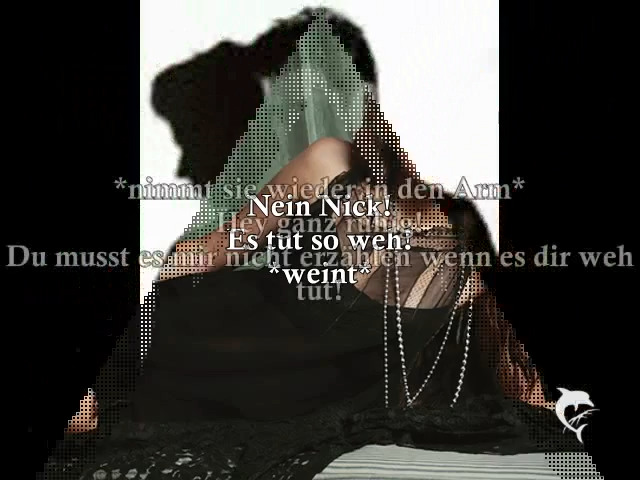 *nimmt sie wieder in den Arm*
Hey ganz ruhig!
Du musst es mir nicht erzählen wenn es dir weh
tut!
Nein Nick!
Es tut so weh!
*weint*